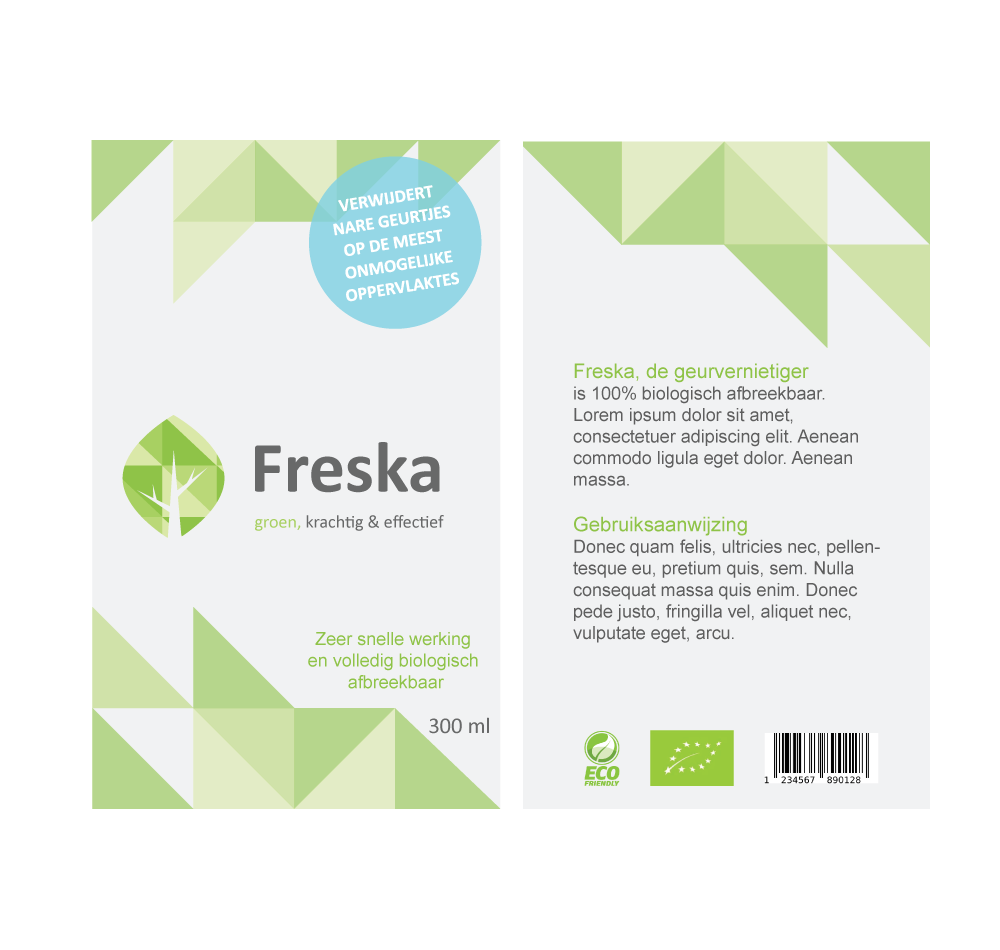 VERWIJDERT
NARE GEURTJES
OP DE MEEST
ONMOGELIJKE
OPPERVLAKTES
Freska
groen, krachtig & effectief
Zeer snelle werking
en volledig biologisch
afbreekbaar
300 ml
Freska, de geurvernietiger
is 100% biologisch afbreekbaar.
Lorem ipsum dolor sit amet,
consectetuer adipiscing elit. Aenean
commodo ligula eget dolor. Aenean
massa.
Gebruiksaanwijzing
Donec quam felis, ultricies nec, pellen-
tesque eu, pretium quis, sem. Nulla
consequat massa quis enim. Donec
pede justo, fringilla vel, aliquet nec,
vulputate eget, arcu.
ECO
FRIENDLY
1 234567 890128